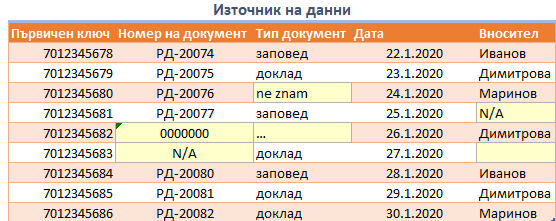 Източник на данни
Първичен ключ Номер на документ Тип документ Дата Вносител
7012345678 РД-20074 заповед 22.1.2020 Иванов
7012345679 РД-20075 доклад 23.1.2020 Димитрова
7012345680 РД-20076 ne znam 24.1.2020 Маринов
7012345681 РД-20077 заповед 25.1.2020 N/A
7012345682 0000000 ... 26.1.2020 Димитрова
7012345683 N/A доклад 27.1.2020
7012345684 РД-20080 заповед 28.1.2020 Иванов
7012345685 РД-20081 доклад 29.1.2020 Димитрова
7012345686 РД-20082 доклад 30.1.2020 Маринов